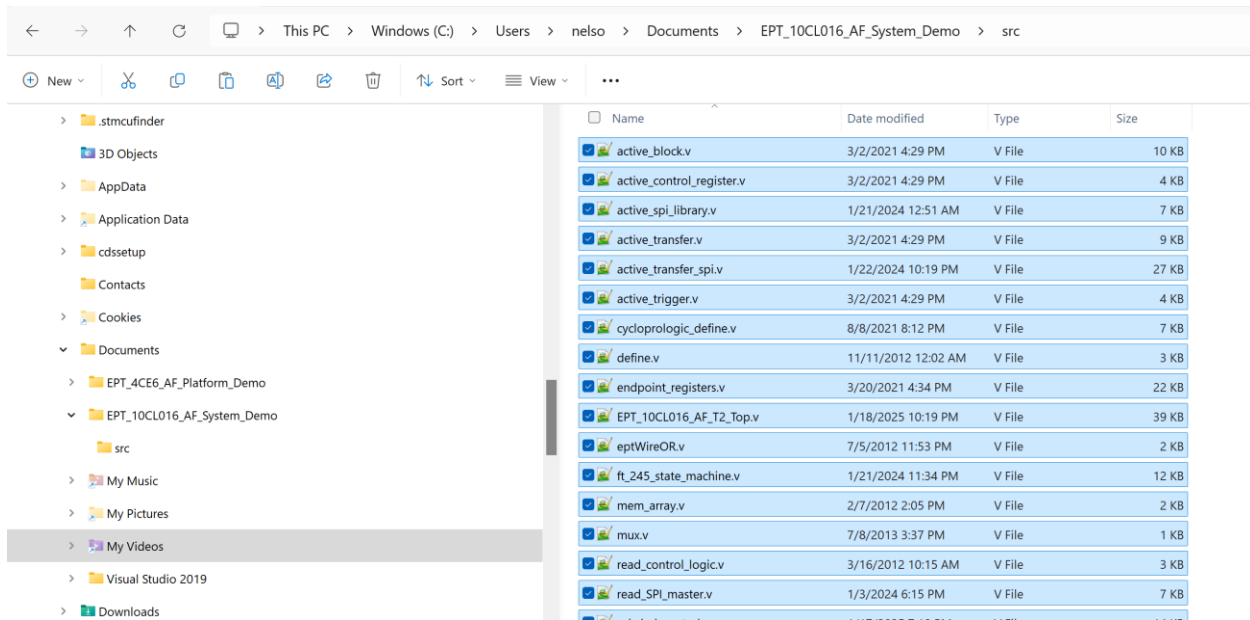 This PC > Windows (C:) > Users > nelso > Documents > EPT_10CL016_AF_System_Demo > src
New Sort View
.stmcufinder
3D Objects
AppData
Application Data
cdssetup
Contacts
Cookies
Documents
EPT_4CE6_AF_Platform_Demo
EPT_10CL016_AF_System_Demo
src
My Music
My Pictures
My Videos
Visual Studio 2019
Downloads
Name Date modified Type Size
active_block.v 3/2/2021 4:29 PM V File 10 KB
active_control_register.v 3/2/2021 4:29 PM V File 4 KB
active_spi_library.v 1/21/2024 12:51 AM V File 7 KB
active_transfer.v 3/2/2021 4:29 PM V File 9 KB
active_transfer_spi.v 1/22/2024 10:19 PM V File 27 KB
active_trigger.v 3/2/2021 4:29 PM V File 4 KB
cycloprologic_define.v 8/8/2021 8:12 PM V File 7 KB
define.v 11/11/2012 12:02 AM V File 3 KB
endpoint_registers.v 3/20/2021 4:34 PM V File 22 KB
EPT_10CL016_AF_T2_Top.v 1/18/2025 10:19 PM V File 39 KB
eptWireOR.v 7/5/2012 11:53 PM V File 2 KB
ft_245_state_machine.v 1/21/2024 11:34 PM V File 12 KB
mem_array.v 2/7/2012 2:05 PM V File 2 KB
mux.v 7/8/2013 3:37 PM V File 1 KB
read_control_logic.v 3/16/2012 10:15 AM V File 3 KB
read_SPI_master.v 1/3/2024 6:15 PM V File 7 KB